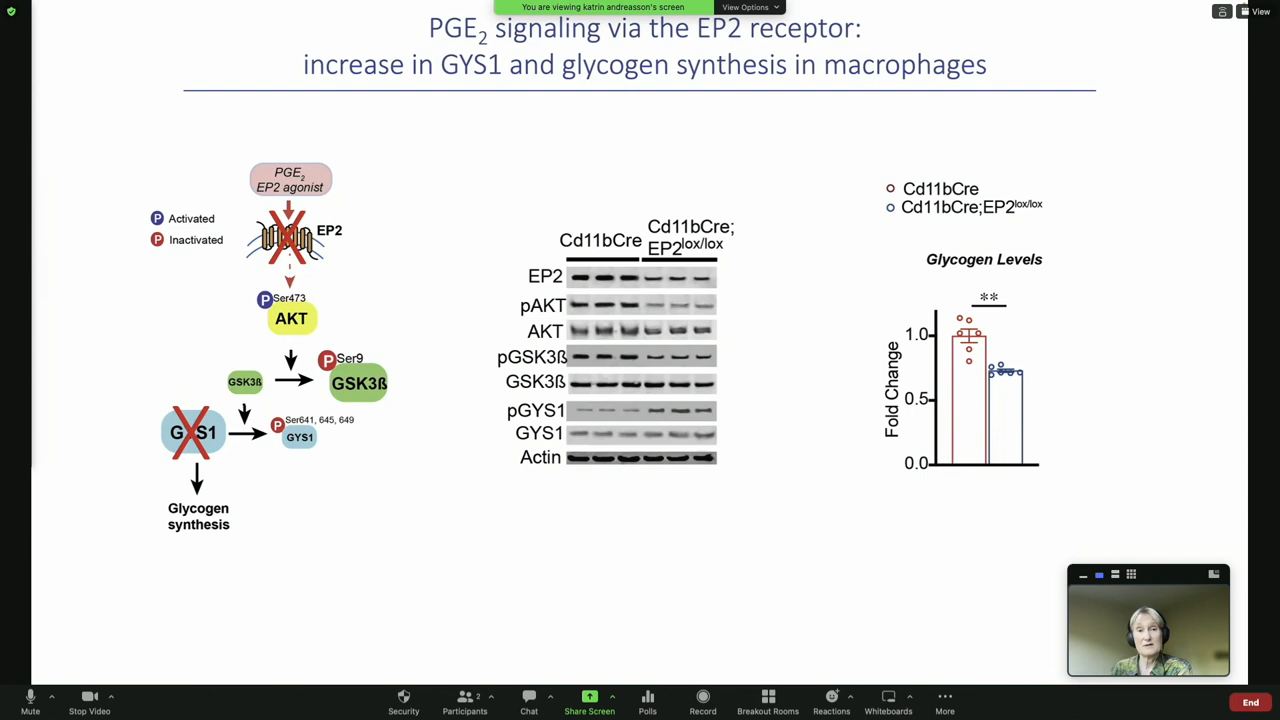 You are viewing katrin andreasson's screen
View Options
View
PGE2 signaling via the EP2 receptor:
increase in GYS1 and glycogen synthesis in macrophages
PGE2
EP2 agonist
P Activated
P Inactivated
EP2
P Ser473
AKT
P Ser9
GSK3ß
GSK3ß
GYS1
P Ser641, 645, 649
GYS1
Glycogen
synthesis
Cd11bCre
Cd11bCre;
EP2lox/lox
EP2
pAKT
AKT
pGSK3ß
GSK3ß
pGYS1
GYS1
Actin
Cd11bCre
Cd11bCre;EP2lox/lox
Glycogen Levels
**
Fold Change
1.0
0.5
0.0
Mute
Stop Video
Security
Participants
2
Chat
Share Screen
Polls
Record
Breakout Rooms
Reactions
Whiteboards
More
End